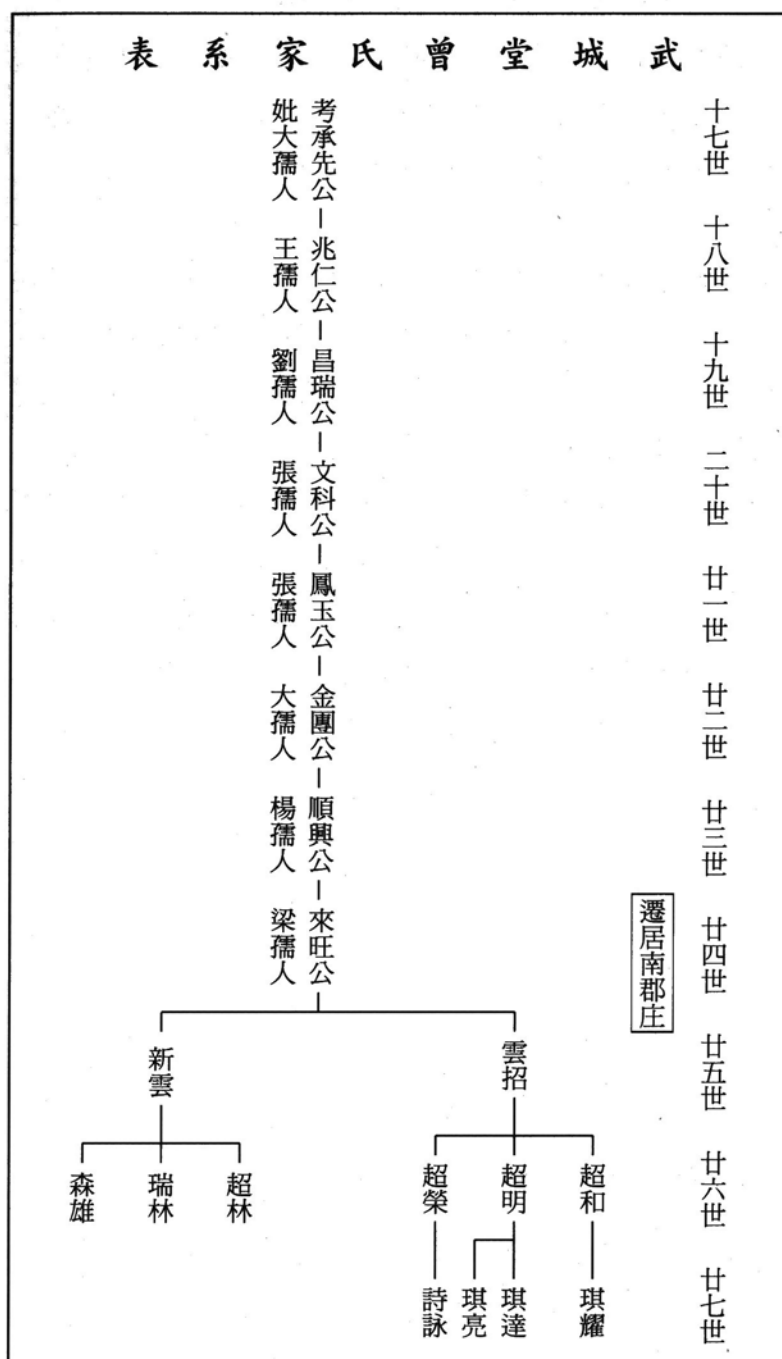 武城堂曾氏家系表
十七世 十八世 十九世 二十世 廿一世 廿二世 廿三世 廿四世 廿五世 廿六世 廿七世
遷居南郡庄
考承先公－兆仁公－昌瑞公－文科公－鳳玉公－金團公－順興公－來旺公
妣大孺人 王孺人 劉孺人 張孺人 張孺人 大孺人 楊孺人 梁孺人
雲招
超和
琪耀
超明
琪達
琪亮
超榮
詩詠
新雲
超林
瑞林
森雄